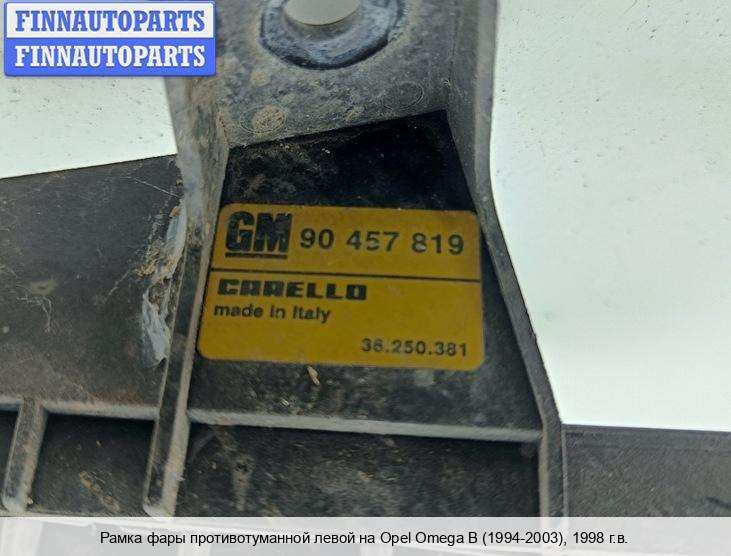 FINNAUTOPARTS
FINNAUTOPARTS
GM 90 457 819
CARELLO
made in Italy
36.250.381
Рамка фары противотуманной левой на Opel Omega B (1994-2003), 1998 г.в.